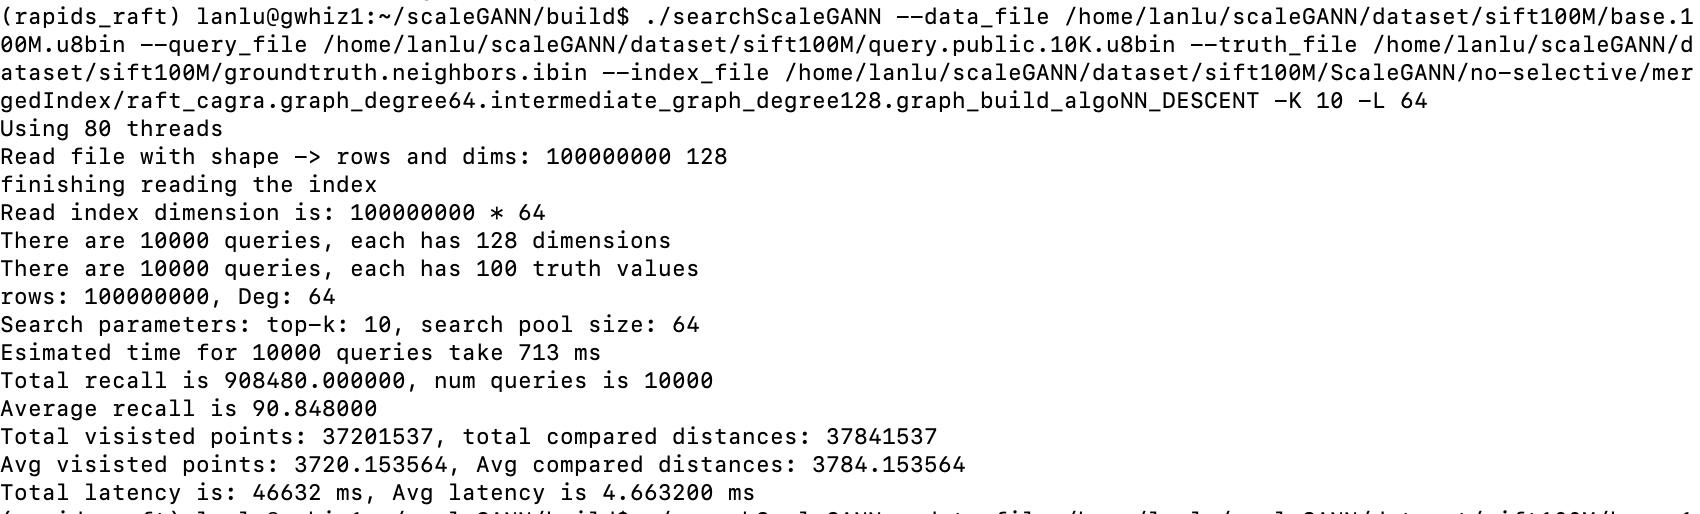 (rapids_raft) lanlu@gwhiz1:~/scaleGANN/build$ ./searchScaleGANN --data_file /home/lanlu/scaleGANN/dataset/sift100M/base.1
00M.u8bin --query_file /home/lanlu/scaleGANN/dataset/sift100M/query.public.10K.u8bin --truth_file /home/lanlu/scaleGANN/d
ataset/sift100M/groundtruth.neighbors.ibin --index_file /home/lanlu/scaleGANN/dataset/sift100M/ScaleGANN/no-selective/mer
gedIndex/raft_cagra.graph_degree64.intermediate_graph_degree128.graph_build_algoNN_DESCENT -K 10 -L 64
Using 80 threads
Read file with shape -> rows and dims: 100000000 128
finishing reading the index
Read index dimension is: 100000000 * 64
There are 10000 queries, each has 128 dimensions
There are 10000 queries, each has 100 truth values
rows: 100000000, Deg: 64
Search parameters: top-k: 10, search pool size: 64
Esimated time for 10000 queries take 713 ms
Total recall is 908480.000000, num queries is 10000
Average recall is 90.848000
Total visisted points: 37201537, total compared distances: 37841537
Avg visisted points: 3720.153564, Avg compared distances: 3784.153564
Total latency is: 46632 ms, Avg latency is 4.663200 ms